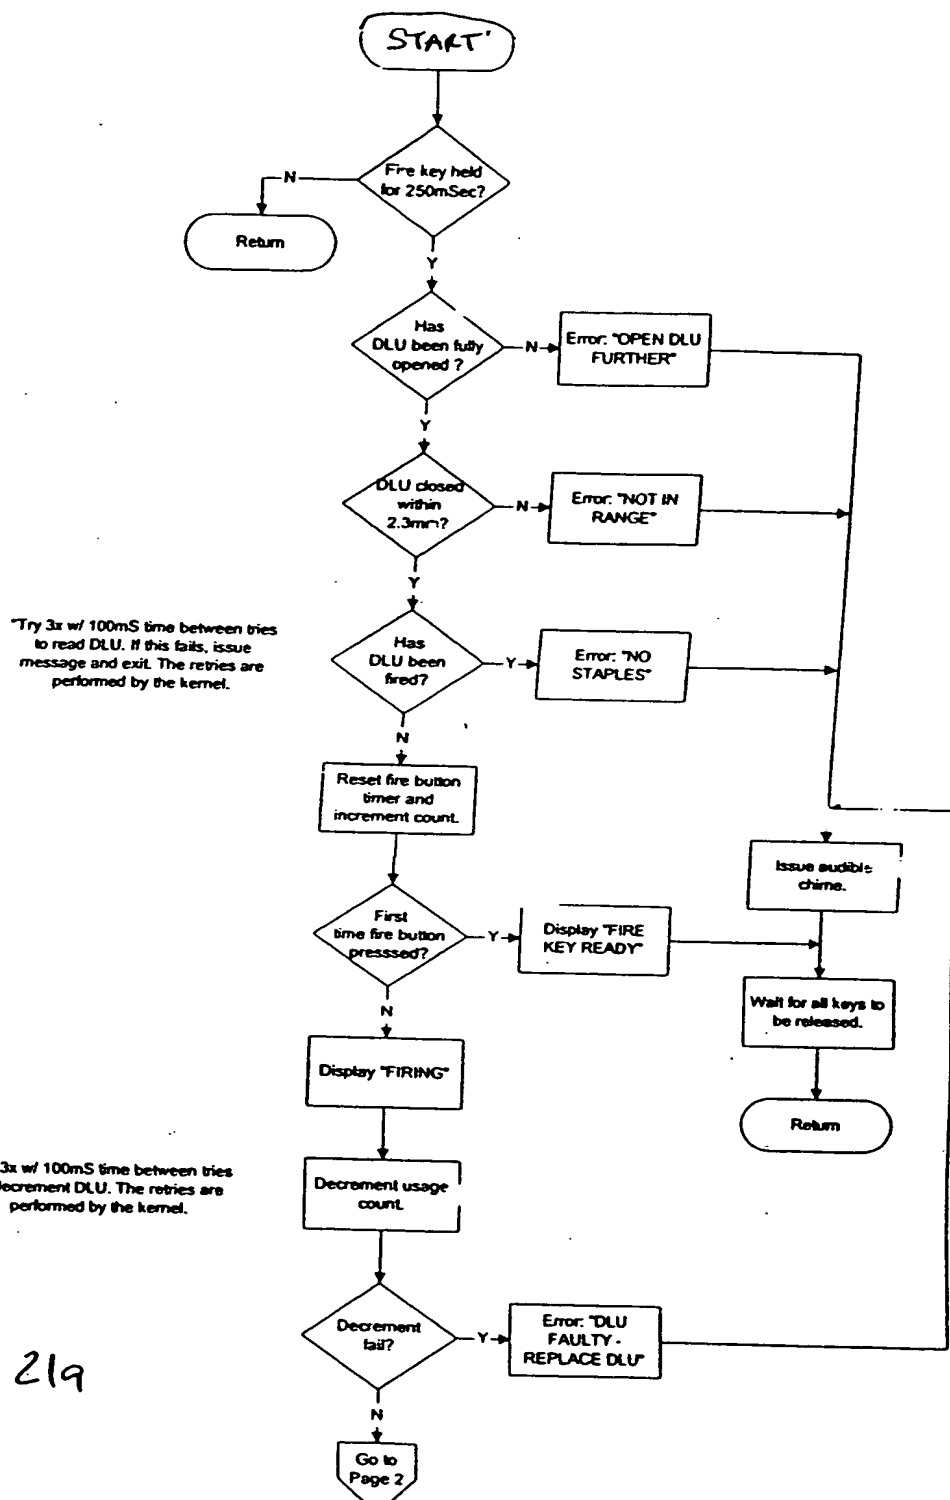 START
Fire key held
for 250mSec?
N
Return
Y
Has
DLU been fully
opened ?
N
Error: "OPEN DLU
FURTHER"
Y
DLU closed
within
2.3mm?
N
Error: "NOT IN
RANGE"
Y
"Try 3x w/ 100mS time between tries
to read DLU. If this fails, issue
message and exit. The retries are
performed by the kernel.
Has
DLU been
fired?
Y
Error: "NO
STAPLES"
N
Reset fire button
timer and
increment count.
Issue audible
chime.
First
time fire button
presssed?
Y
Display "FIRE
KEY READY"
Wait for all keys to
be released.
N
Display "FIRING"
Return
3x w/ 100mS time between tries
decrement DLU. The retries are
performed by the kernel.
Decrement usage
count.
Decrement
fail?
Y
Error: "DLU
FAULTY -
REPLACE DLU"
21a
N
Go to
Page 2